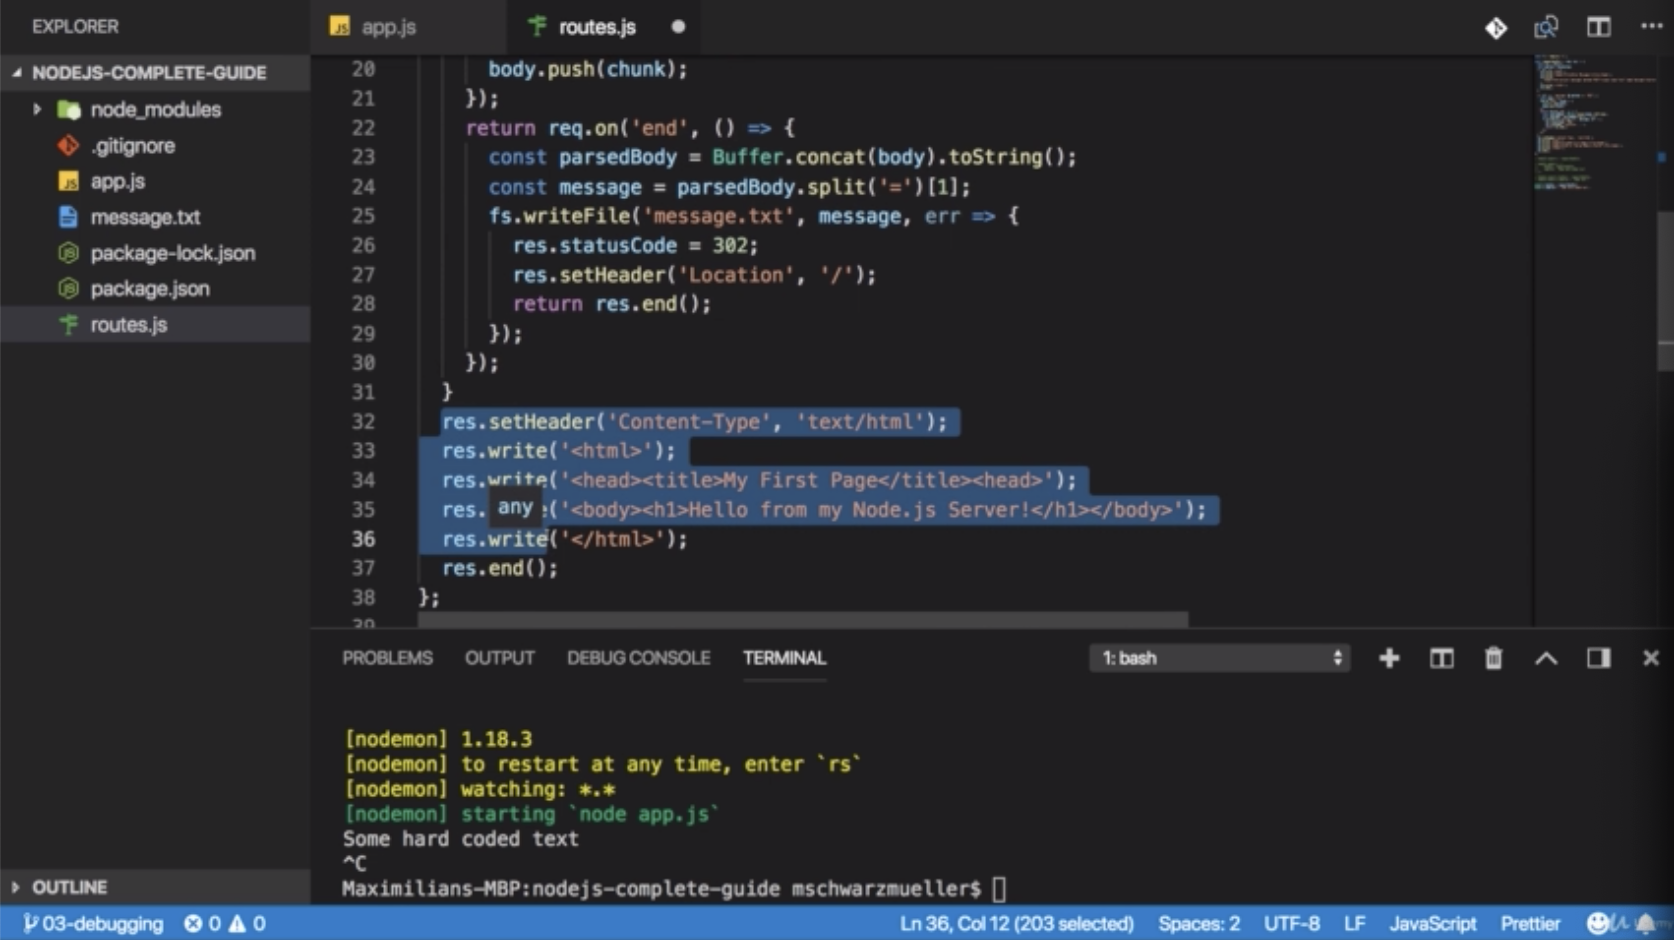 EXPLORER
app.js
routes.js
NODEJS-COMPLETE-GUIDE
node_modules
.gitignore
app.js
message.txt
package-lock.json
package.json
routes.js
OUTLINE
20 body.push(chunk);
21 });
22 return req.on('end', () => {
23 const parsedBody = Buffer.concat(body).toString();
24 const message = parsedBody.split('=')[1];
25 fs.writeFile('message.txt', message, err => {
26 res.statusCode = 302;
27 res.setHeader('Location', '/');
28 return res.end();
29 });
30 });
31 }
32 res.setHeader('Content-Type', 'text/html');
33 res.write('<html>');
34 res.write('<head><title>My First Page</title><head>');
any
35 res. e('<body><h1>Hello from my Node.js Server!</h1></body>');
36 res.write('</html>');
37 res.end();
38 };
39
PROBLEMS OUTPUT DEBUG CONSOLE TERMINAL 1: bash
[nodemon] 1.18.3
[nodemon] to restart at any time, enter `rs`
[nodemon] watching: *.*
[nodemon] starting `node app.js`
Some hard coded text
^C
Maximilians-MBP:nodejs-complete-guide mschwarzmueller$
03-debugging 0 0 Ln 36, Col 12 (203 selected) Spaces: 2 UTF-8 LF JavaScript Prettier